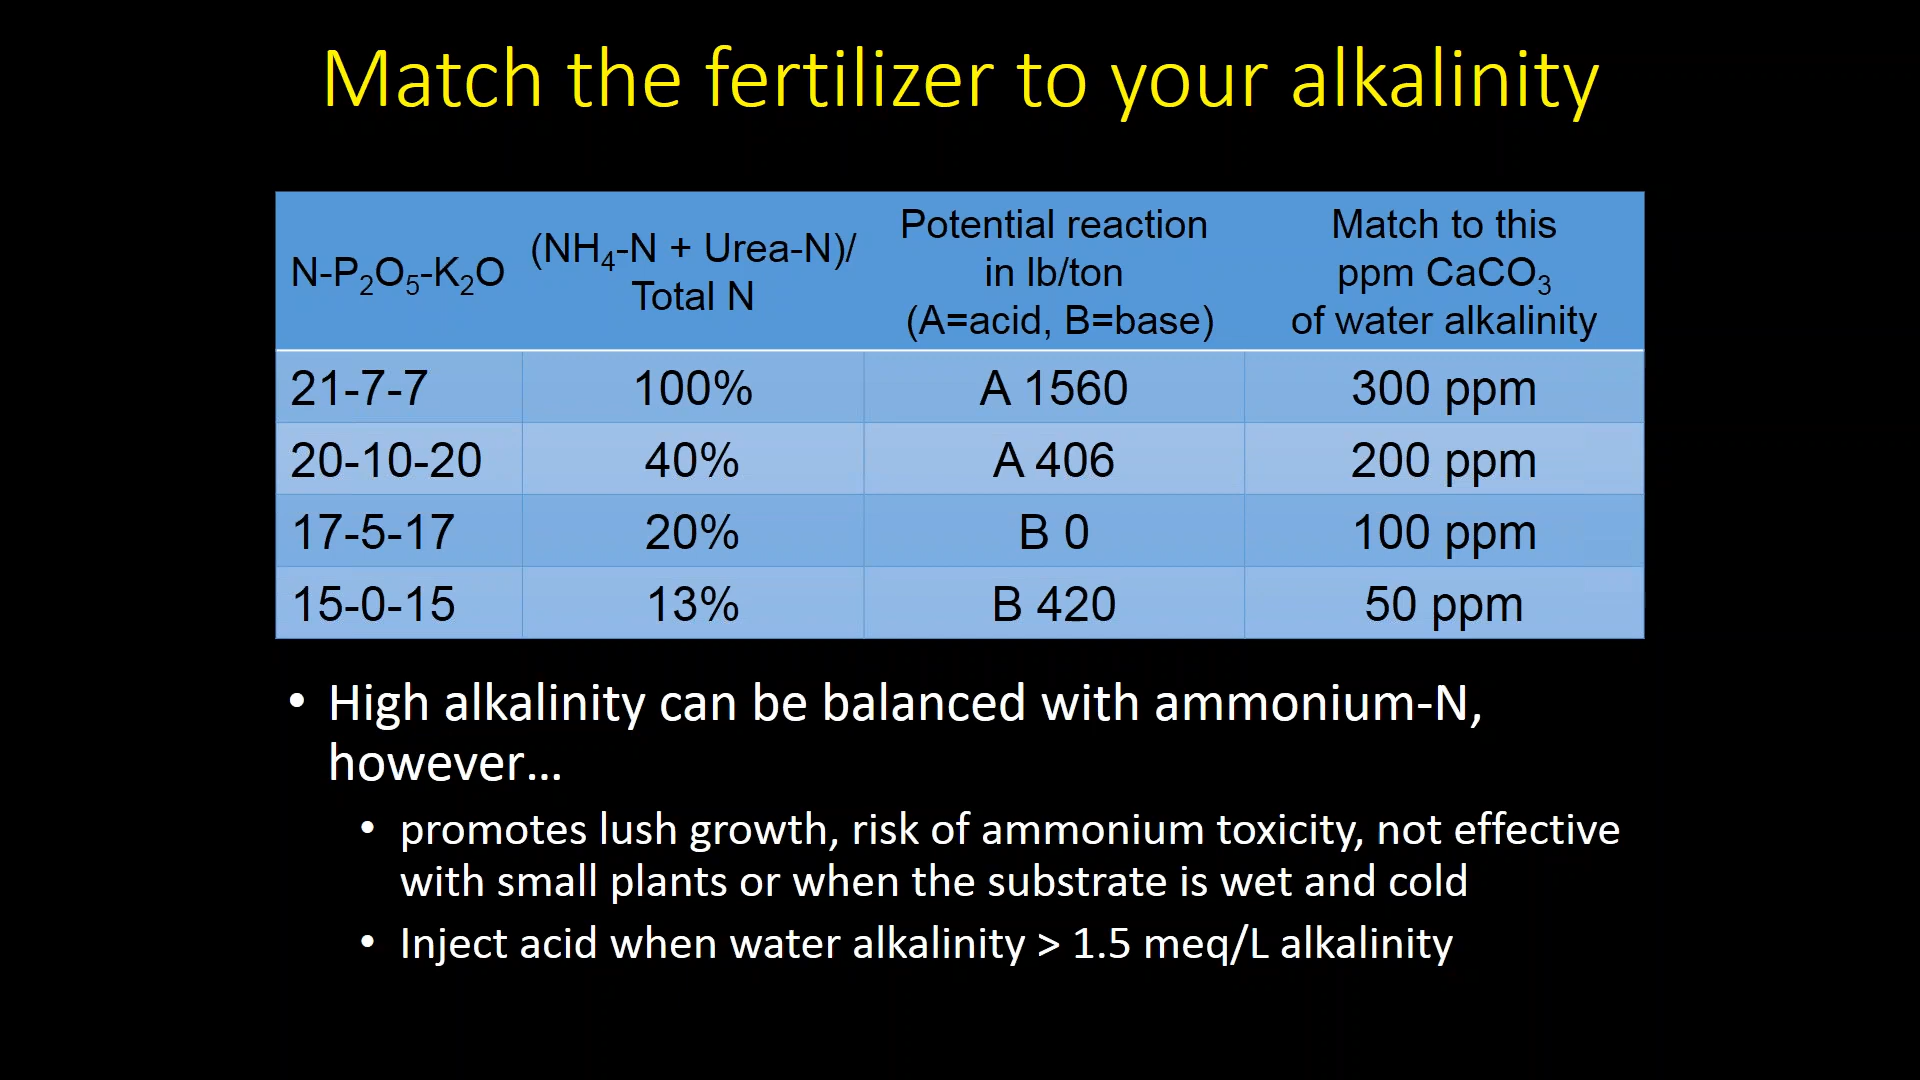 Match the fertilizer to your alkalinity
N-P₂O₅-K₂O
(NH₄-N + Urea-N)/
Total N
Potential reaction
in lb/ton
(A=acid, B=base)
Match to this
ppm CaCO₃
of water alkalinity
21-7-7 100% A 1560 300 ppm
20-10-20 40% A 406 200 ppm
17-5-17 20% B 0 100 ppm
15-0-15 13% B 420 50 ppm
• High alkalinity can be balanced with ammonium-N,
however…
• promotes lush growth, risk of ammonium toxicity, not effective
with small plants or when the substrate is wet and cold
• Inject acid when water alkalinity > 1.5 meq/L alkalinity